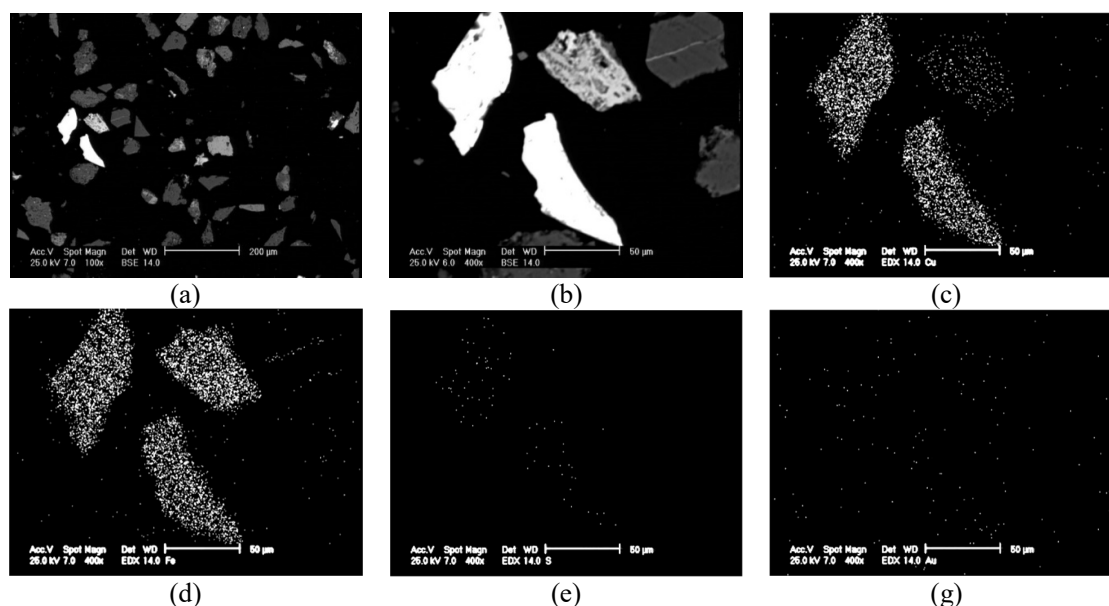 Acc.V Spot Magn Det WD 200 µm
25.0 kV 7.0 100x BSE 14.0
(a)
Acc.V Spot Magn Det WD 50 µm
25.0 kV 6.0 400x BSE 14.0
(b)
Acc.V Spot Magn Det WD 50 µm
25.0 kV 7.0 400x EDX 14.0 Cu
(c)
Acc.V Spot Magn Det WD 50 µm
25.0 kV 7.0 400x EDX 14.0 Fe
(d)
Acc.V Spot Magn Det WD 50 µm
25.0 kV 7.0 400x EDX 14.0 S
(e)
Acc.V Spot Magn Det WD 50 µm
25.0 kV 7.0 400x EDX 14.0 Au
(g)